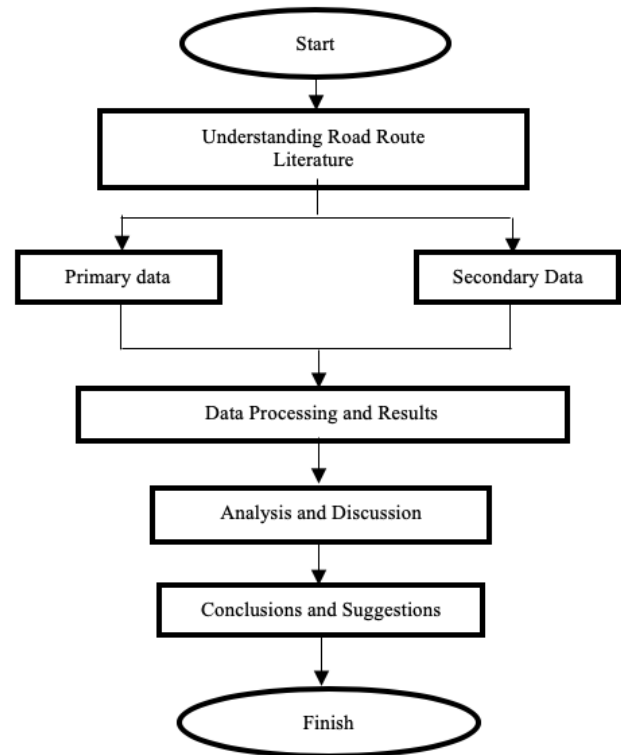 Start
Understanding Road Route
Literature
Primary data
Secondary Data
Data Processing and Results
Analysis and Discussion
Conclusions and Suggestions
Finish